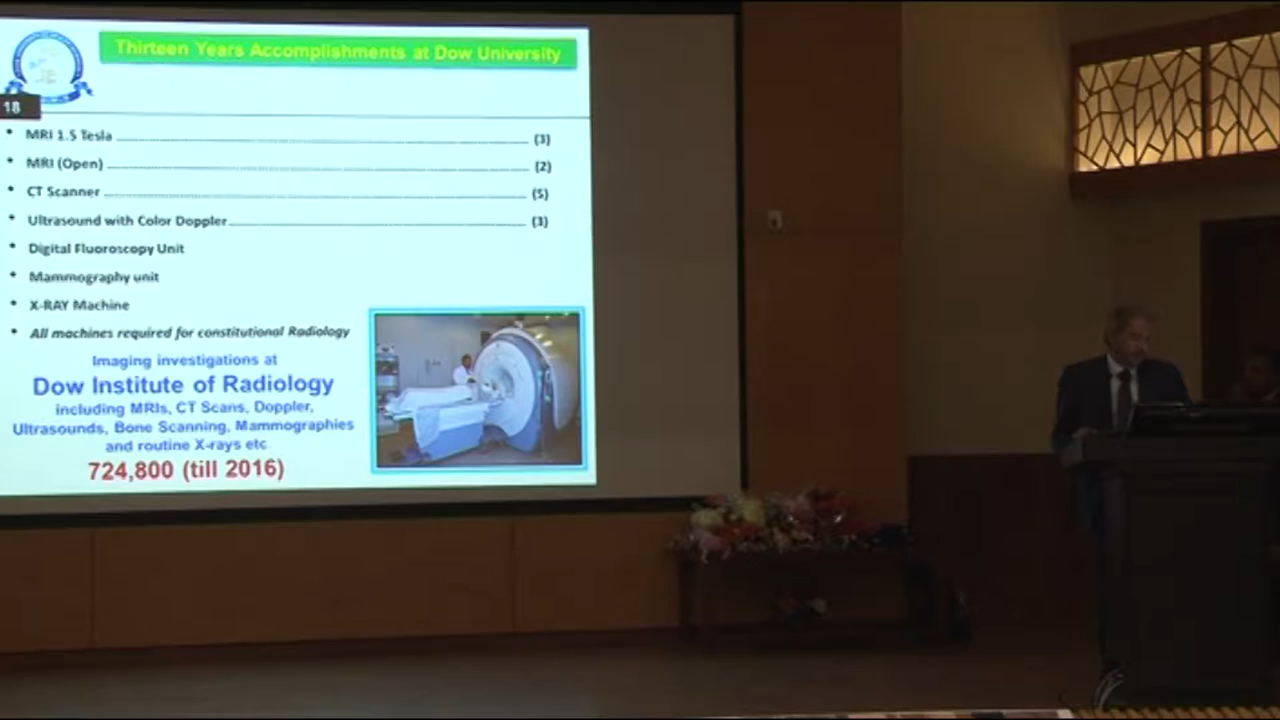 Thirteen Years Accomplishments at Dow University
18
• MRI 1.5 Tesla (3)
• MRI (Open) (2)
• CT Scanner (5)
• Ultrasound with Color Doppler (3)
• Digital Fluoroscopy Unit
• Mammography unit
• X-RAY Machine
• All machines required for constitutional Radiology
Imaging investigations at
Dow Institute of Radiology
including MRIs, CT Scans, Doppler,
Ultrasounds, Bone Scanning, Mammographies
and routine X-rays etc
724,800 (till 2016)